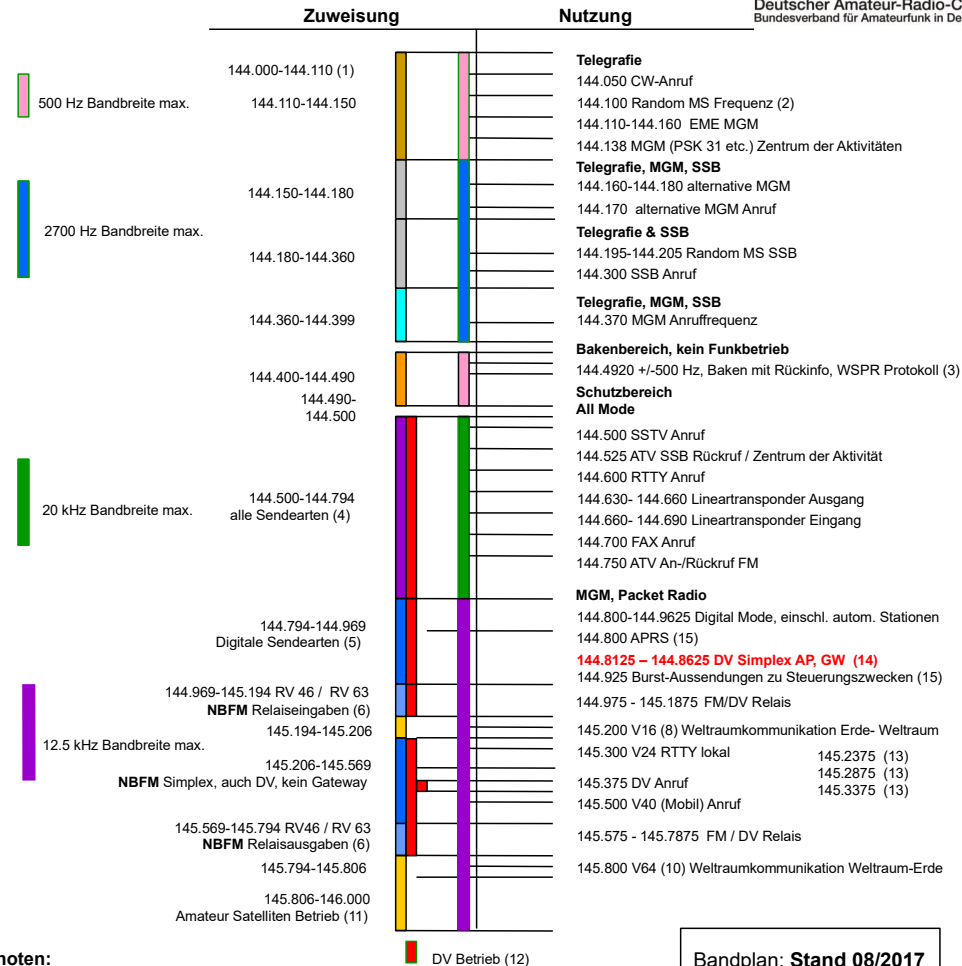 Deutscher Amateur-Radio-C
Bundesverband für Amateurfunk in De
Zuweisung
Nutzung
500 Hz Bandbreite max.
2700 Hz Bandbreite max.
20 kHz Bandbreite max.
12.5 kHz Bandbreite max.
144.000-144.110 (1)
144.110-144.150
144.150-144.180
144.180-144.360
144.360-144.399
144.400-144.490
144.490-
144.500
144.500-144.794
alle Sendearten (4)
144.794-144.969
Digitale Sendearten (5)
144.969-145.194 RV 46 / RV 63
NBFM Relaiseingaben (6)
145.194-145.206
145.206-145.569
NBFM Simplex, auch DV, kein Gateway
145.569-145.794 RV46 / RV 63
NBFM Relaisausgaben (6)
145.794-145.806
145.806-146.000
Amateur Satelliten Betrieb (11)
Telegrafie
144.050 CW-Anruf
144.100 Random MS Frequenz (2)
144.110-144.160 EME MGM
144.138 MGM (PSK 31 etc.) Zentrum der Aktivitäten
Telegrafie, MGM, SSB
144.160-144.180 alternative MGM
144.170 alternative MGM Anruf
Telegrafie & SSB
144.195-144.205 Random MS SSB
144.300 SSB Anruf
Telegrafie, MGM, SSB
144.370 MGM Anruffrequenz
Bakenbereich, kein Funkbetrieb
144.4920 +/-500 Hz, Baken mit Rückinfo, WSPR Protokoll (3)
Schutzbereich
All Mode
144.500 SSTV Anruf
144.525 ATV SSB Rückruf / Zentrum der Aktivität
144.600 RTTY Anruf
144.630- 144.660 Lineartransponder Ausgang
144.660- 144.690 Lineartransponder Eingang
144.700 FAX Anruf
144.750 ATV An-/Rückruf FM
MGM, Packet Radio
144.800-144.9625 Digital Mode, einschl. autom. Stationen
144.800 APRS (15)
144.8125 – 144.8625 DV Simplex AP, GW (14)
144.925 Burst-Aussendungen zu Steuerungszwecken (15)
144.975 - 145.1875 FM/DV Relais
145.200 V16 (8) Weltraumkommunikation Erde- Weltraum
145.300 V24 RTTY lokal
145.2375 (13)
145.2875 (13)
145.3375 (13)
145.375 DV Anruf
145.500 V40 (Mobil) Anruf
145.575 - 145.7875 FM / DV Relais
145.800 V64 (10) Weltraumkommunikation Weltraum-Erde
noten:
DV Betrieb (12)
Bandplan: Stand 08/2017